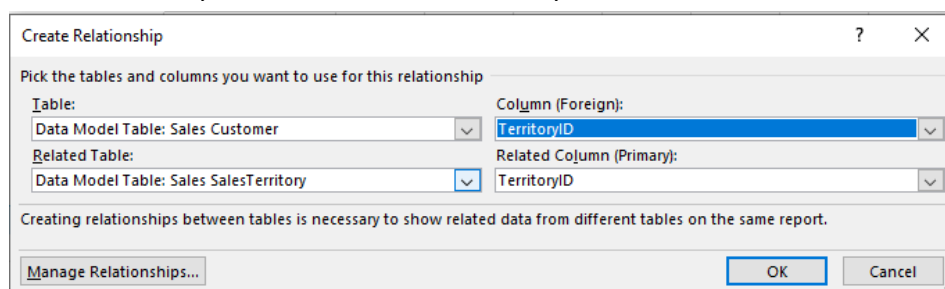 Create Relationship
Pick the tables and columns you want to use for this relationship
Table:
Column (Foreign):
Data Model Table: Sales Customer
TerritoryID
Related Table:
Related Column (Primary):
Data Model Table: Sales SalesTerritory
TerritoryID
Creating relationships between tables is necessary to show related data from different tables on the same report.
Manage Relationships...
OK
Cancel